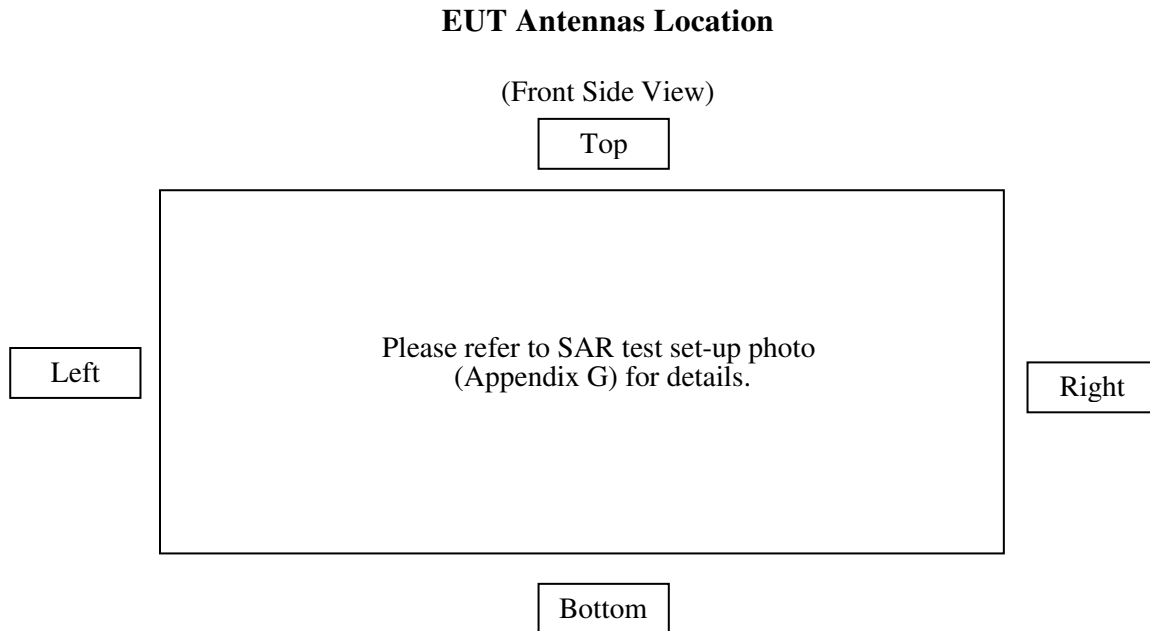 EUT Antennas Location
(Front Side View)
Top
Please refer to SAR test set-up photo
(Appendix G) for details.
Left
Right
Bottom